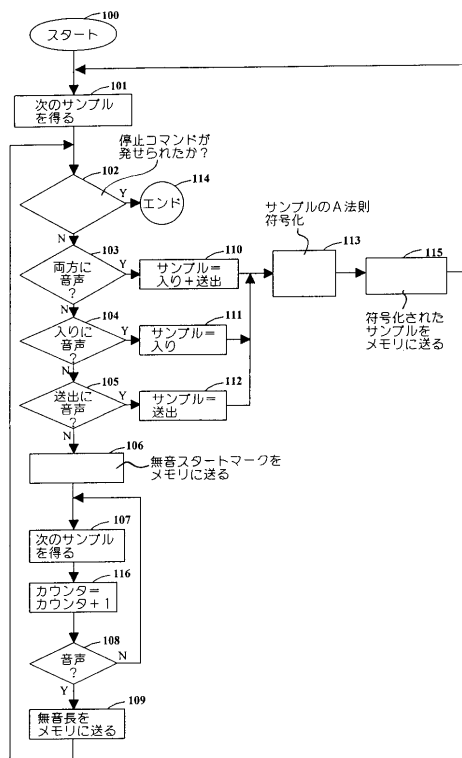 100
スタート
101
次のサンプル
を得る
停止コマンドが
発せられたか?
102
Y
114
エンド
N
103
両方に
音声
?
Y
110
サンプル=
入り+送出
サンプルのA法則
符号化
113
115
符号化された
サンプルを
メモリに送る
N
104
入りに
音声
?
Y
111
サンプル=
入り
N
105
送出に
音声
?
Y
112
サンプル=
送出
N
106
無音スタートマークを
メモリに送る
107
次のサンプル
を得る
116
カウンタ=
カウンタ+1
108
音声
?
N
Y
109
無音長を
メモリに送る